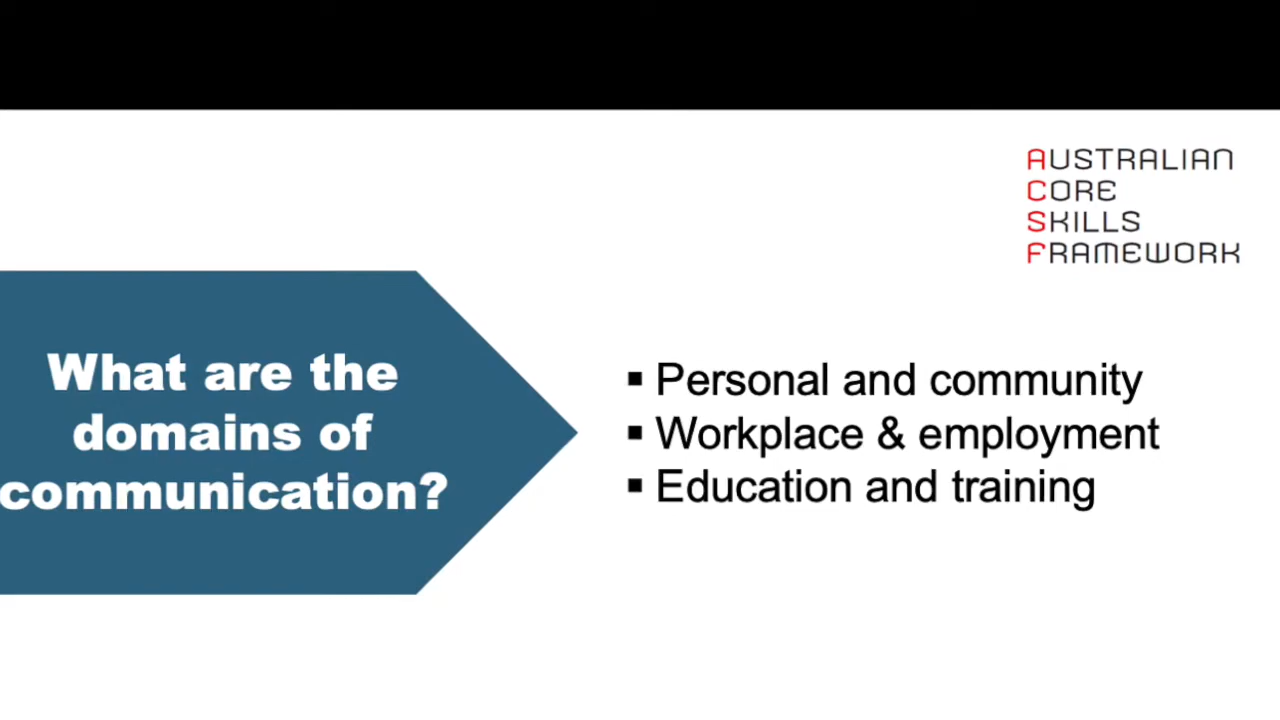 AUSTRALIAN
CORE
SKILLS
FRAMEWORK
What are the
domains of
communication?
▪ Personal and community
▪ Workplace & employment
▪ Education and training